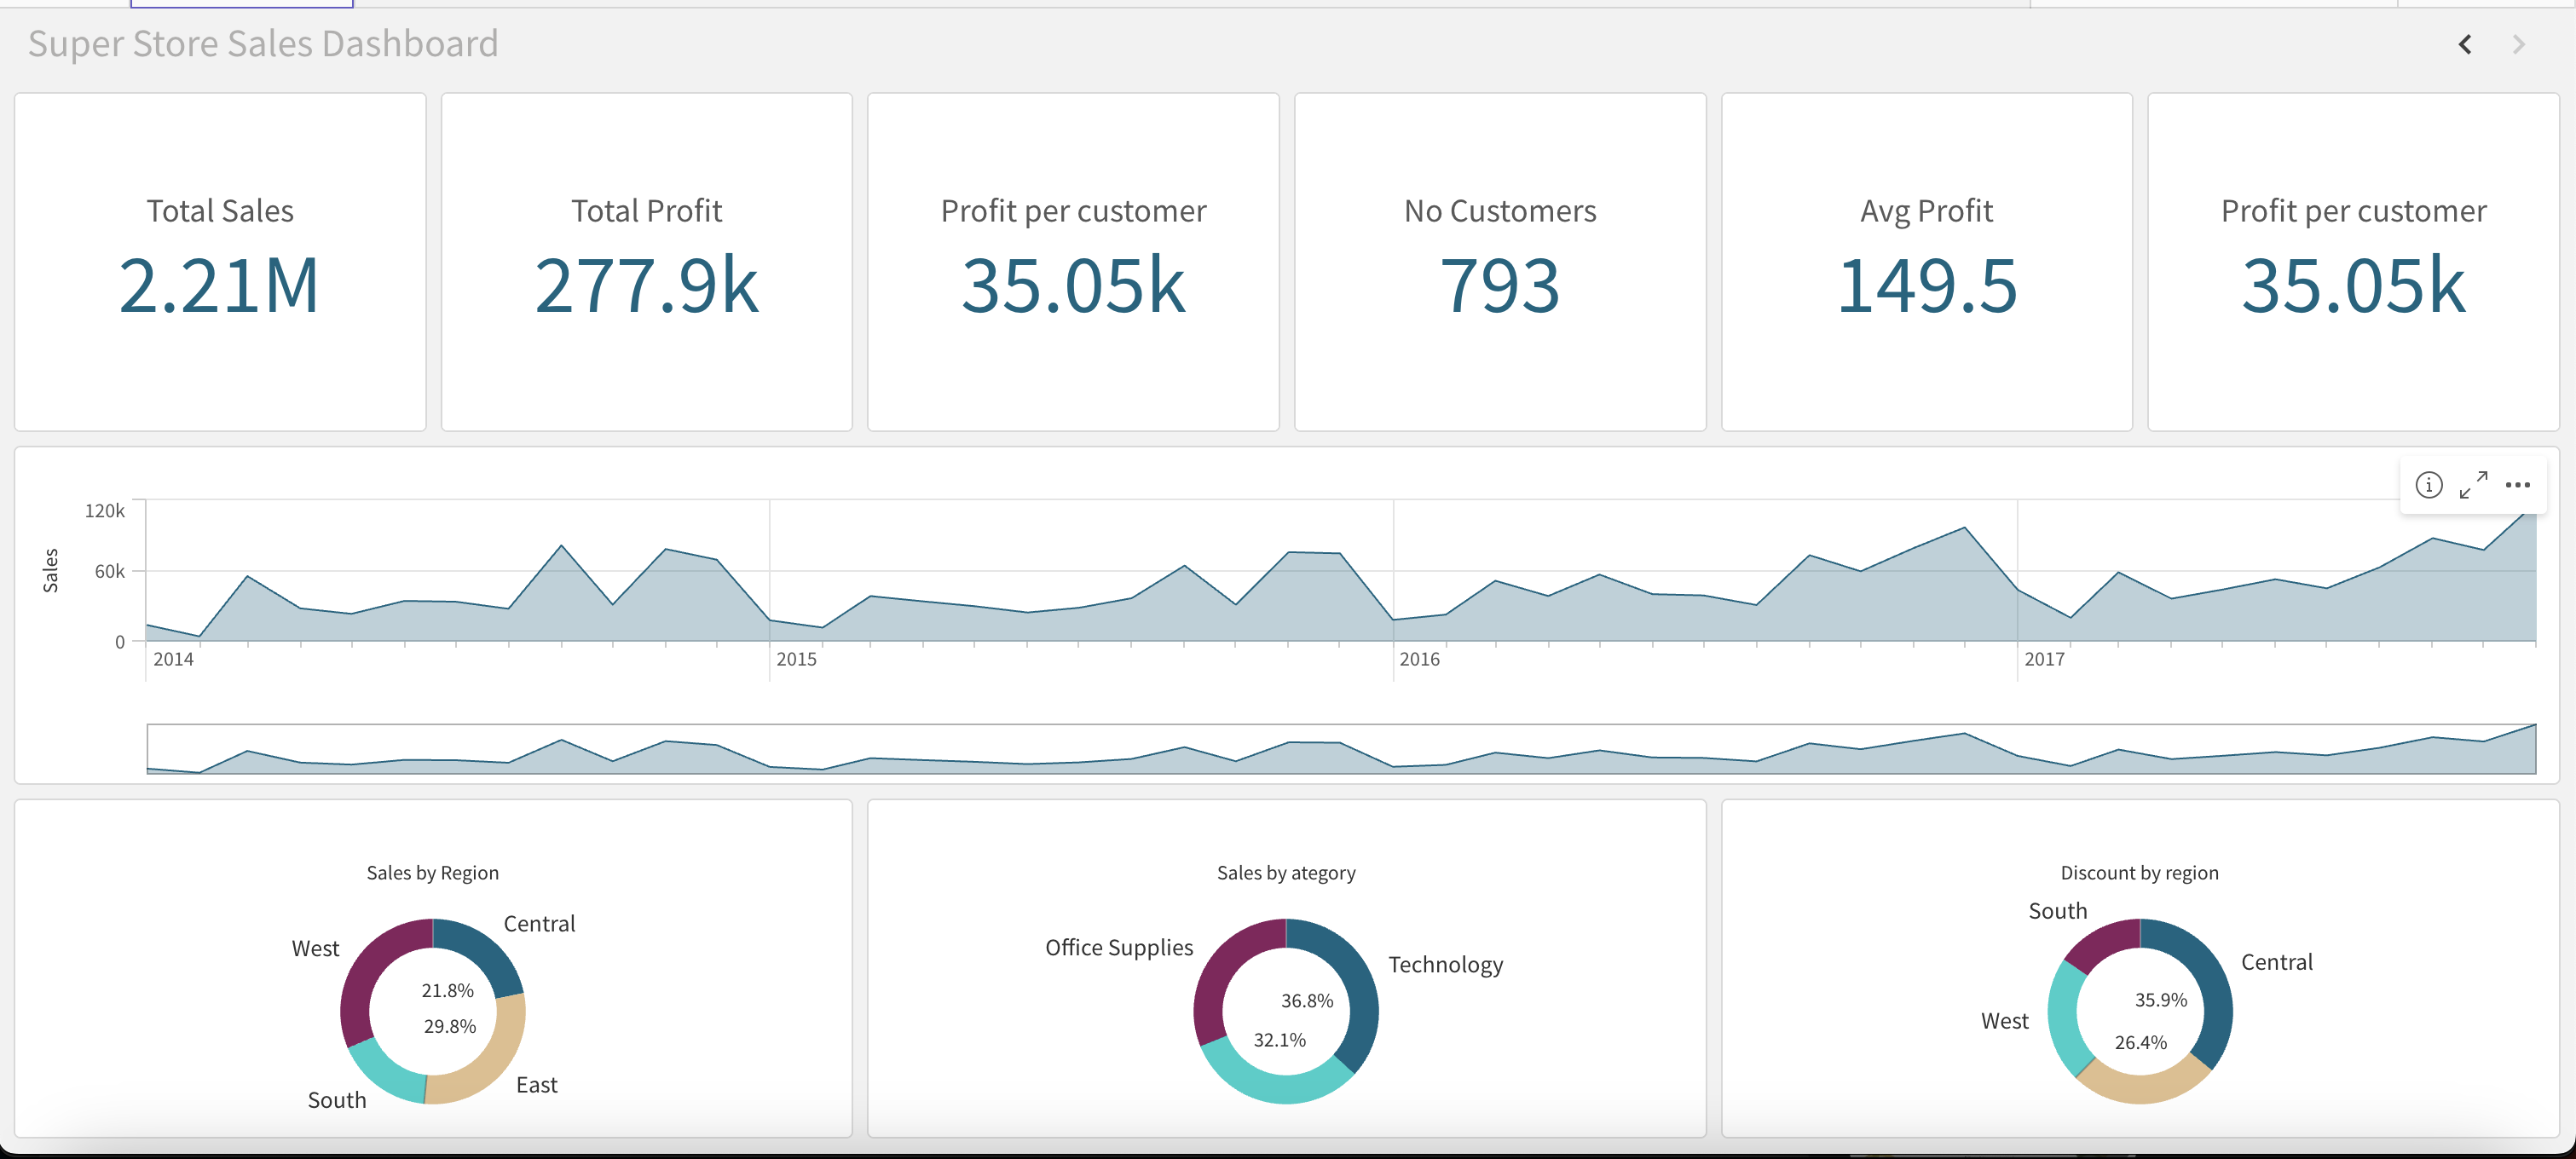 Super Store Sales Dashboard
Total Sales
2.21M
Total Profit
277.9k
Profit per customer
35.05k
No Customers
793
Avg Profit
149.5
Profit per customer
35.05k
Sales
120k
60k
0
2014
2015
2016
2017
Sales by Region
Central
West
21.8%
29.8%
East
South
Sales by ategory
Office Supplies
Technology
36.8%
32.1%
Discount by region
South
Central
35.9%
West
26.4%